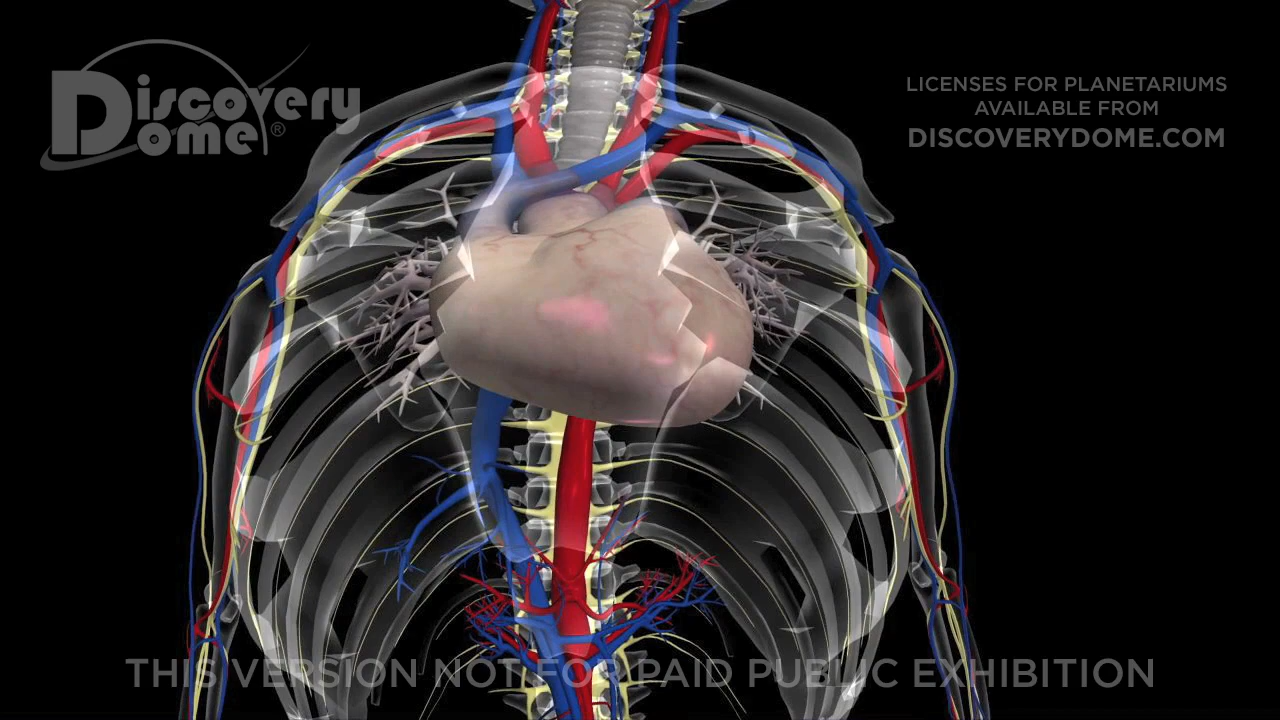 Discovery
Dome®
LICENSES FOR PLANETARIUMS
AVAILABLE FROM
DISCOVERYDOME.COM
THIS VERSION NOT FOR PAID PUBLIC EXHIBITION